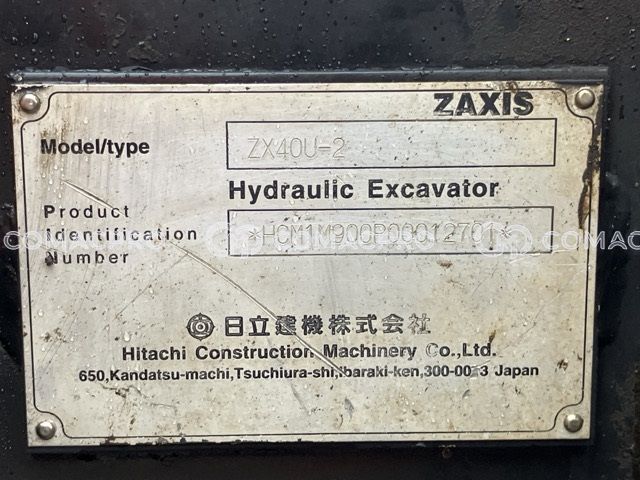 ZAXIS
Model/type ZX40U-2
Hydraulic Excavator
Product
Identification *HCM1M900P00012701*
Number
日立建機株式会社
Hitachi Construction Machinery Co.,Ltd.
650,Kandatsu-machi,Tsuchiura-shi,Ibaraki-ken,300-0013 Japan